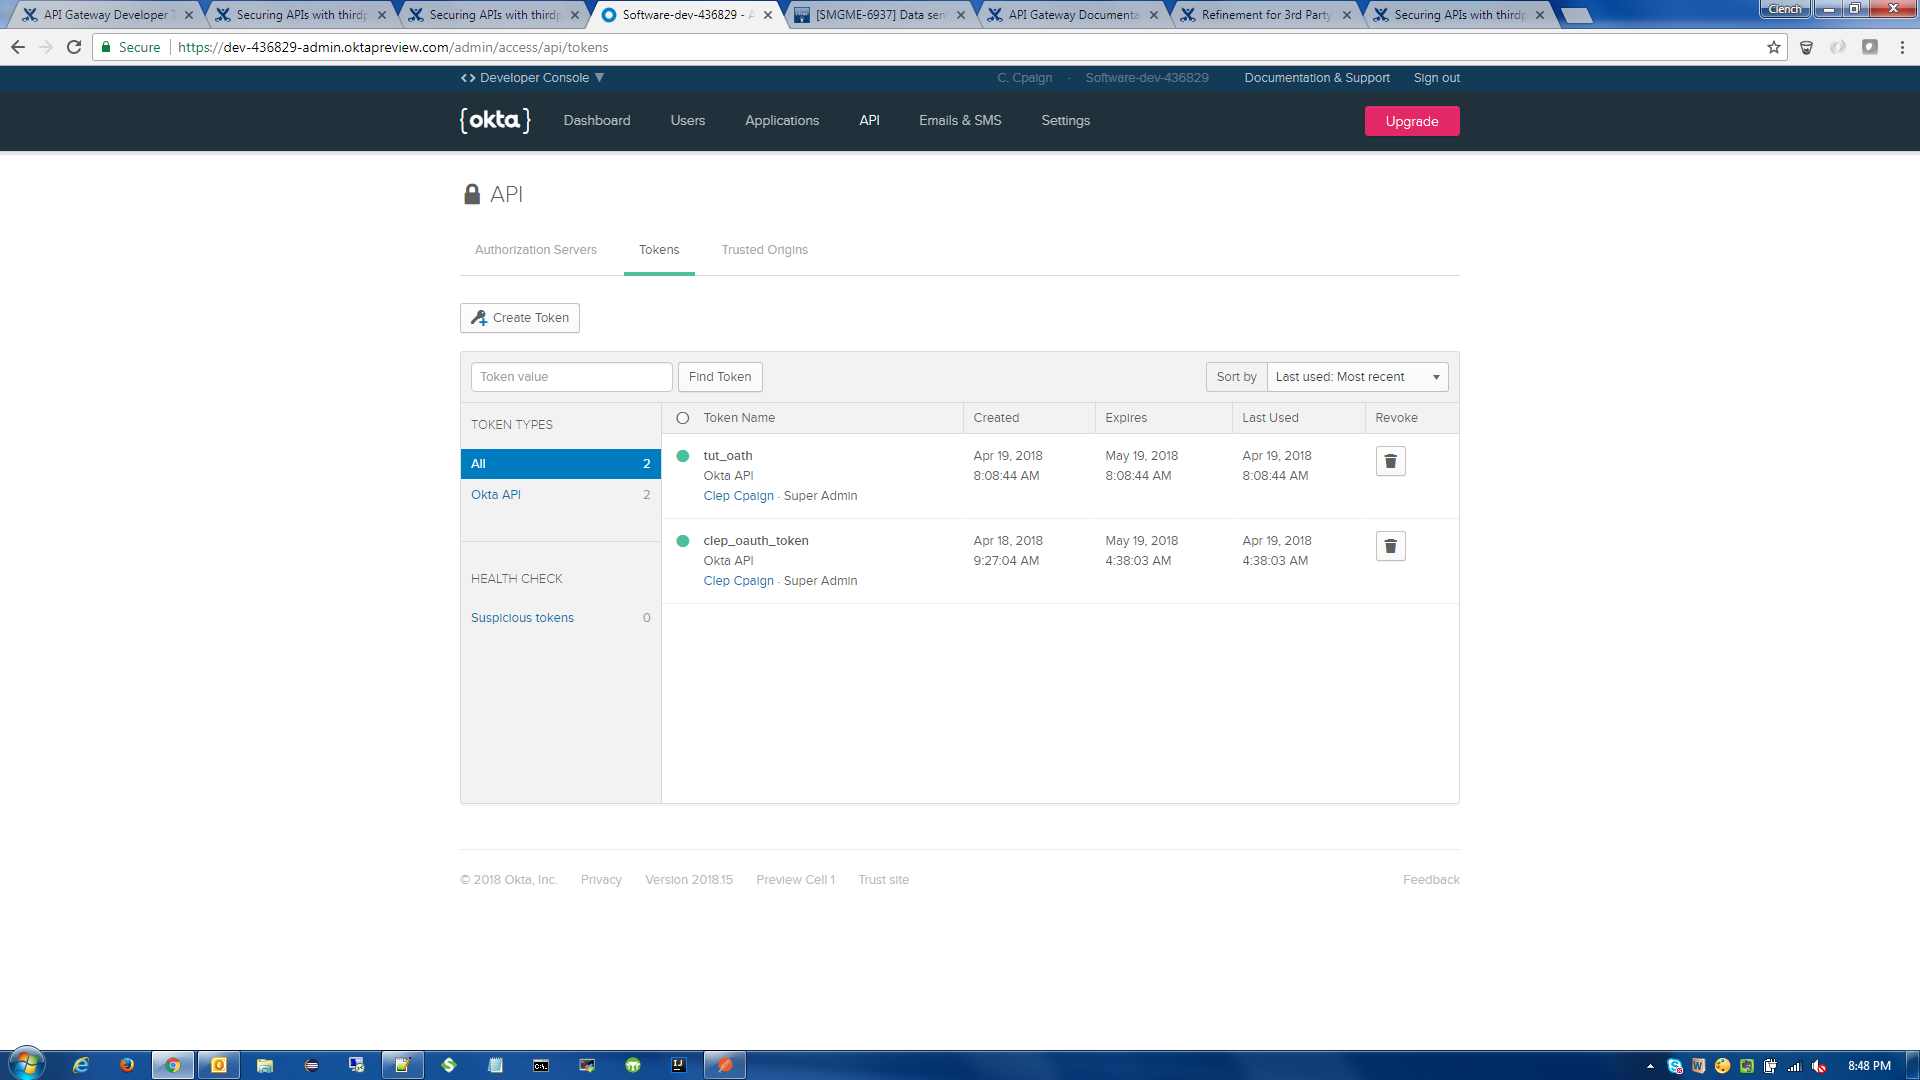 API Gateway Developer T
Securing APIs with thirdp
Securing APIs with thirdp
Software-dev-436829 - A
[SMGME-6937] Data sen
API Gateway Documenta
Refinement for 3rd Party
Securing APIs with thirdp
Clench
Secure
https://dev-436829-admin.oktapreview.com/admin/access/api/tokens
<> Developer Console ▼
C. Cpaign · Software-dev-436829
Documentation & Support
Sign out
{okta}
Dashboard
Users
Applications
API
Emails & SMS
Settings
Upgrade
API
Authorization Servers
Tokens
Trusted Origins
Create Token
Token value
Find Token
Sort by
Last used: Most recent
TOKEN TYPES
All 2
Okta API 2
HEALTH CHECK
Suspicious tokens 0
Token Name
Created
Expires
Last Used
Revoke
tut_oath
Okta API
Clep Cpaign · Super Admin
Apr 19, 2018
8:08:44 AM
May 19, 2018
8:08:44 AM
Apr 19, 2018
8:08:44 AM
clep_oauth_token
Okta API
Clep Cpaign · Super Admin
Apr 18, 2018
9:27:04 AM
May 19, 2018
4:38:03 AM
Apr 19, 2018
4:38:03 AM
© 2018 Okta, Inc.
Privacy
Version 2018.15
Preview Cell 1
Trust site
Feedback
8:48 PM